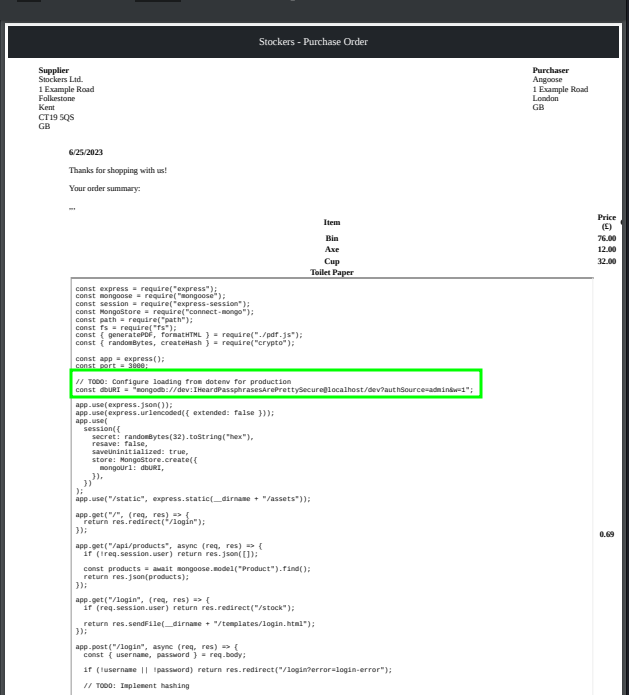 Stockers - Purchase Order
Supplier
Stockers Ltd.
1 Example Road
Folkestone
Kent
CT19 5QS
GB
Purchaser
Angoose
1 Example Road
London
GB
6/25/2023
Thanks for shopping with us!
Your order summary:
...
Item
Price
(£)
Bin 76.00
Axe 12.00
Cup 32.00
Toilet Paper
const express = require("express");
const mongoose = require("mongoose");
const session = require("express-session");
const MongoStore = require("connect-mongo");
const path = require("path");
const fs = require("fs");
const { generatePDF, formatHTML } = require("./pdf.js");
const { randomBytes, createHash } = require("crypto");
const app = express();
const port = 3000;
// TODO: Configure loading from dotenv for production
const dbURI = "mongodb://dev:IHeardPassphrasesArePrettySecure@localhost/dev?authSource=admin&w=1";
app.use(express.json());
app.use(express.urlencoded({ extended: false }));
app.use(
session({
secret: randomBytes(32).toString("hex"),
resave: false,
saveUninitialized: true,
store: MongoStore.create({
mongoUrl: dbURI,
}),
})
);
app.use("/static", express.static(__dirname + "/assets"));
app.get("/", (req, res) => {
return res.redirect("/login");
});
0.69
app.get("/api/products", async (req, res) => {
if (!req.session.user) return res.json([]);
const products = await mongoose.model("Product").find();
return res.json(products);
});
app.get("/login", (req, res) => {
if (req.session.user) return res.redirect("/stock");
return res.sendFile(__dirname + "/templates/login.html");
});
app.post("/login", async (req, res) => {
const { username, password } = req.body;
if (!username || !password) return res.redirect("/login?error=login-error");
// TODO: Implement hashing